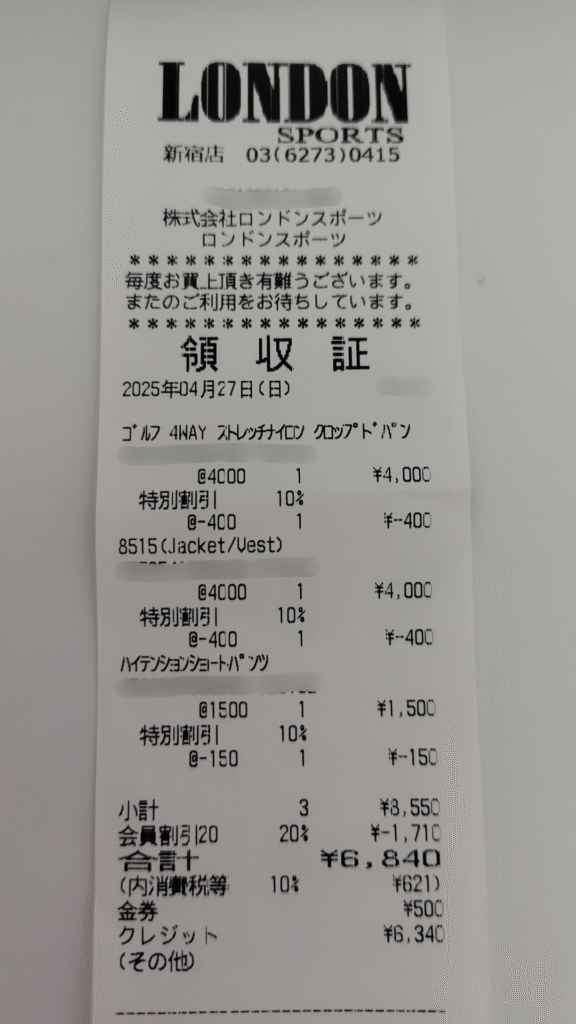 LONDON
SPORTS
新宿店 03(6273)0415
株式会社ロンドンスポーツ
ロンドンスポーツ
****************
毎度お買上頂き有難うございます。
またのご利用をお待ちしています。
****************
領 収 証
2025年04月27日(日)
ゴルフ 4WAY ストレッチナイロン クロップドパン
@4000 1 ¥4,000
特別割引 10%
@-400 1 ¥-400
8515(Jacket/Vest)
@4000 1 ¥4,000
特別割引 10%
@-400 1 ¥-400
ハイテンションショートパンツ
@1500 1 ¥1,500
特別割引 10%
@-150 1 ¥-150
小計 3 ¥8,550
会員割引20 20% ¥-1,710
合計 ¥6,840
(内消費税等 10% ¥621)
金券 ¥500
クレジット ¥6,340
(その他)